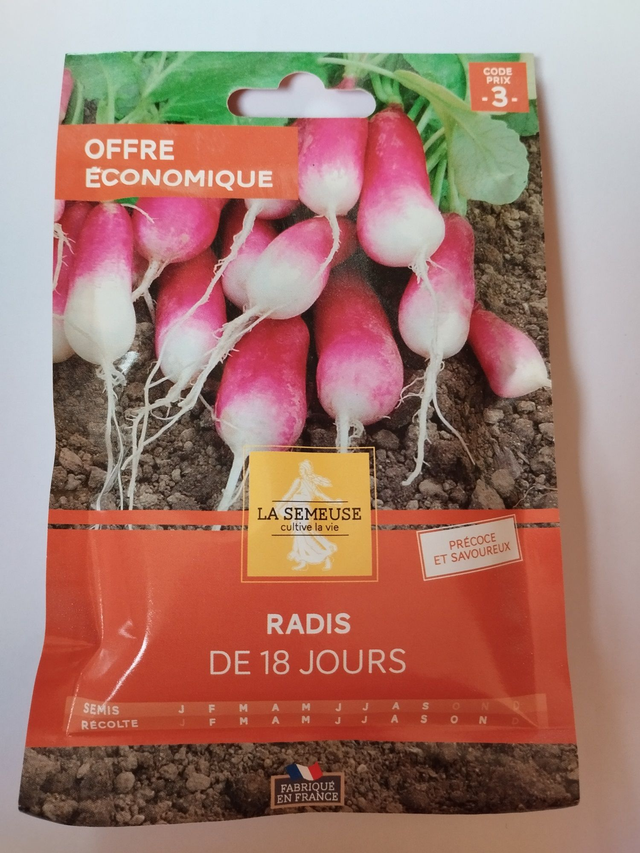 CODE
PRIX
- 3 -
OFFRE
ÉCONOMIQUE
LA SEMEUSE
cultive la vie
PRÉCOCE
ET SAVOUREUX
RADIS
DE 18 JOURS
SEMIS J F M A M J J A S O N D
RÉCOLTE J F M A M J J A S O N D
FABRIQUÉ
EN FRANCE